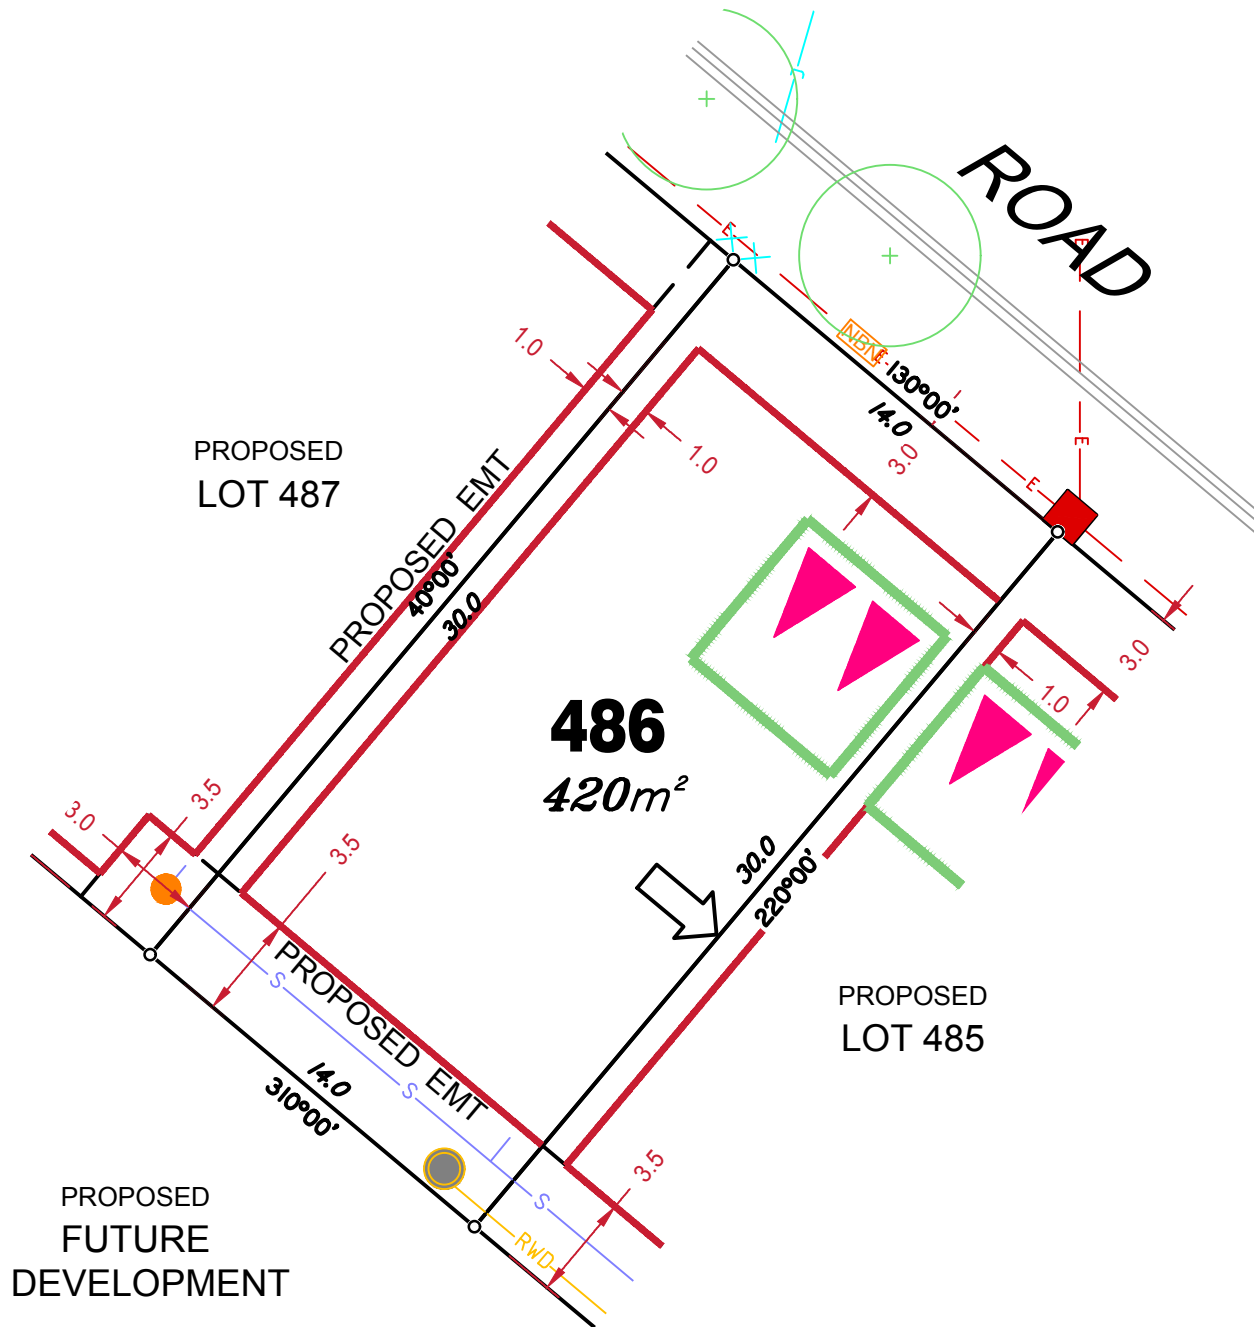 ROAD
E
E
NBN
E
130°00'
14.0
3.0
E
E
1.0
1.0
PROPOSED
LOT 487
PROPOSED EMT
40°00'
30.0
3.0
1.0
486
420m²
3.5
3.0
3.5
30.0
220°00'
S
PROPOSED EMT
S
S
14.0
310°00'
PROPOSED
LOT 485
3.5
RWD
PROPOSED
FUTURE
DEVELOPMENT